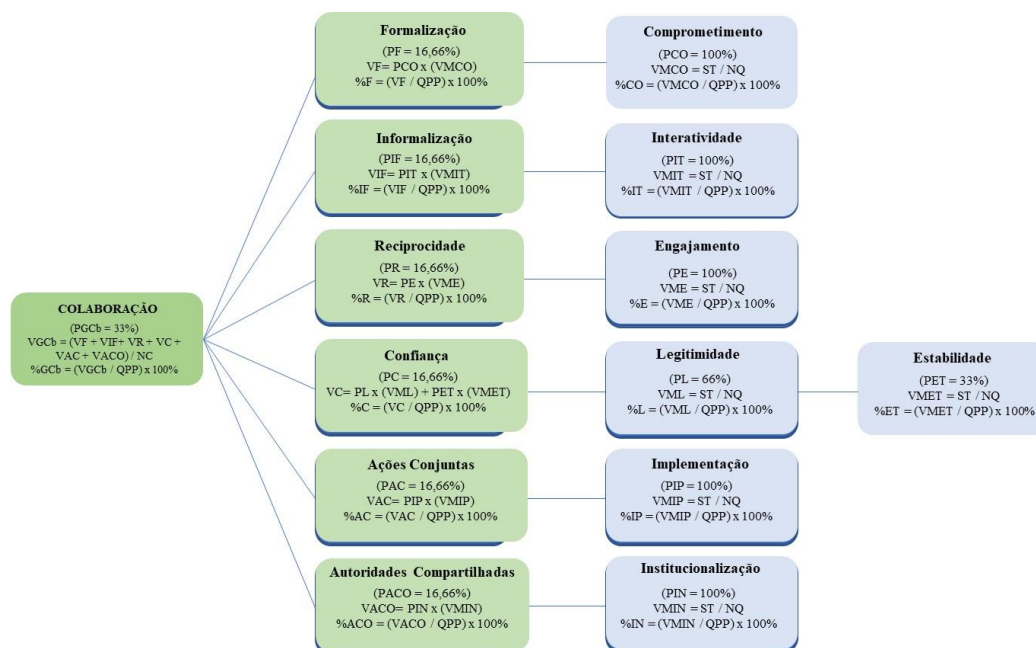 Formalização
(PF = 16,66%)
VF= PCO x (VMCO)
%F = (VF / QPP) x 100%
Comprometimento
(PCO = 100%)
VMCO = ST / NQ
%CO = (VMCO / QPP) x 100%
Informalização
(PIF = 16,66%)
VIF= PIT x (VMIT)
%IF = (VIF / QPP) x 100%
Interatividade
(PIT = 100%)
VMIT = ST / NQ
%IT = (VMIT / QPP) x 100%
Reciprocidade
(PR = 16,66%)
VR= PE x (VME)
%R = (VR / QPP) x 100%
Engajamento
(PE = 100%)
VME = ST / NQ
%E = (VME / QPP) x 100%
COLABORAÇÃO
(PGCb = 33%)
VGCb = (VF + VIF+ VR + VC +
VAC + VACO) / NC
%GCb = (VGCb / QPP) x 100%
Confiança
(PC = 16,66%)
VC= PL x (VML) + PET x (VMET)
%C = (VC / QPP) x 100%
Legitimidade
(PL = 66%)
VML = ST / NQ
%L = (VML / QPP) x 100%
Estabilidade
(PET = 33%)
VMET = ST / NQ
%ET = (VMET / QPP) x 100%
Ações Conjuntas
(PAC = 16,66%)
VAC= PIP x (VMIP)
%AC = (VAC / QPP) x 100%
Implementação
(PIP = 100%)
VMIP = ST / NQ
%IP = (VMIP / QPP) x 100%
Autoridades Compartilhadas
(PACO = 16,66%)
VACO= PIN x (VMIN)
%ACO = (VACO / QPP) x 100%
Institucionalização
(PIN = 100%)
VMIN = ST / NQ
%IN = (VMIN / QPP) x 100%